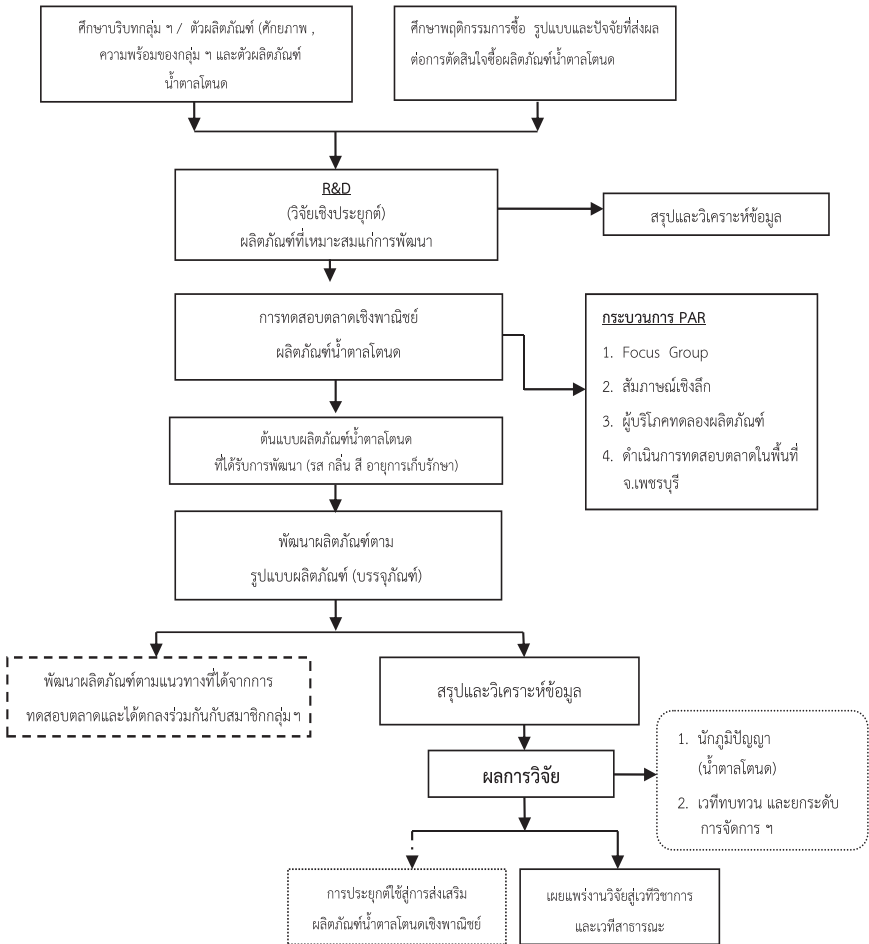 ศึกษาบริบทกลุ่ม ฯ / ตัวผลิตภัณฑ์ (ศักยภาพ ,
ความพร้อมของกลุ่ม ฯ และตัวผลิตภัณฑ์
น้ำตาลโตนด
ศึกษาพฤติกรรมการซื้อ รูปแบบและปัจจัยที่ส่งผล
ต่อการตัดสินใจซื้อผลิตภัณฑ์น้ำตาลโตนด
R&D
(วิจัยเชิงประยุกต์)
ผลิตภัณฑ์ที่เหมาะสมแก่การพัฒนา
สรุปและวิเคราะห์ข้อมูล
การทดสอบตลาดเชิงพาณิชย์
ผลิตภัณฑ์น้ำตาลโตนด
กระบวนการ PAR
1. Focus Group
2. สัมภาษณ์เชิงลึก
3. ผู้บริโภคทดลองผลิตภัณฑ์
4. ดำเนินการทดสอบตลาดในพื้นที่
จ.เพชรบุรี
ต้นแบบผลิตภัณฑ์น้ำตาลโตนด
ที่ได้รับการพัฒนา (รส กลิ่น สี อายุการเก็บรักษา)
พัฒนาผลิตภัณฑ์ตาม
รูปแบบผลิตภัณฑ์ (บรรจุภัณฑ์)
พัฒนาผลิตภัณฑ์ตามแนวทางที่ได้จากการ
ทดสอบตลาดและได้ตกลงร่วมกันกับสมาชิกกลุ่มฯ
สรุปและวิเคราะห์ข้อมูล
ผลการวิจัย
1. นักภูมิปัญญา
(น้ำตาลโตนด)
2. เวทีทบทวน และยกระดับ
การจัดการ ฯ
การประยุกต์ใช้สู่การส่งเสริม
ผลิตภัณฑ์น้ำตาลโตนดเชิงพาณิชย์
เผยแพร่งานวิจัยสู่เวทีวิชาการ
และเวทีสาธารณะ